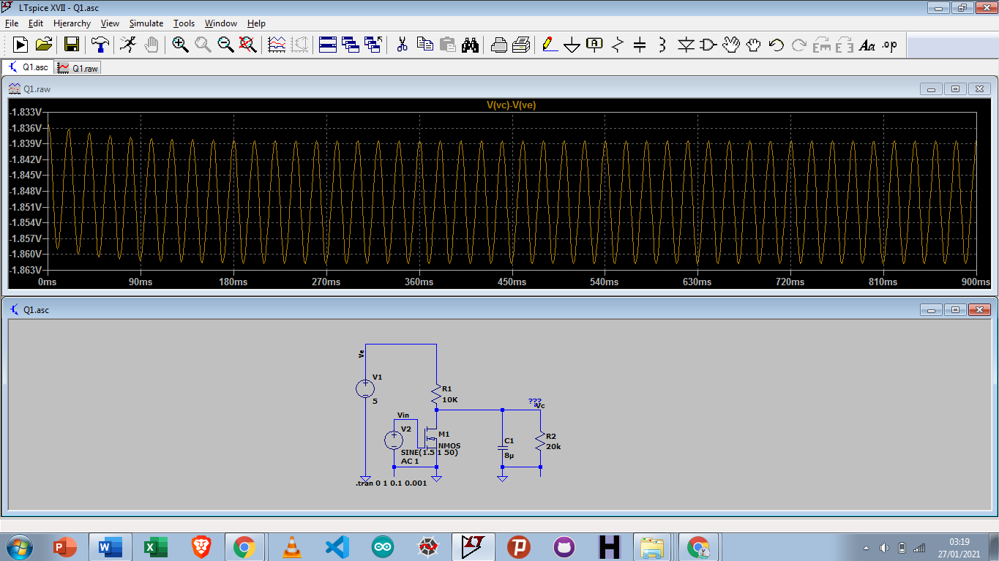 LTspice XVII - Q1.asc
File Edit Hierarchy View Simulate Tools Window Help
Aa .op
Q1.asc Q1.raw
Q1.raw
V(vc)-V(ve)
-1.833V
-1.836V
-1.839V
-1.842V
-1.845V
-1.848V
-1.851V
-1.854V
-1.857V
-1.860V
-1.863V
0ms 90ms 180ms 270ms 360ms 450ms 540ms 630ms 720ms 810ms 900ms
Q1.asc
Ve
V1
5
R1
10K
???
Vc
Vin
V2
M1
NMOS
SINE(1.5 1 50)
AC 1
C1
8µ
R2
20k
.tran 0 1 0.1 0.001
03:19
27/01/2021